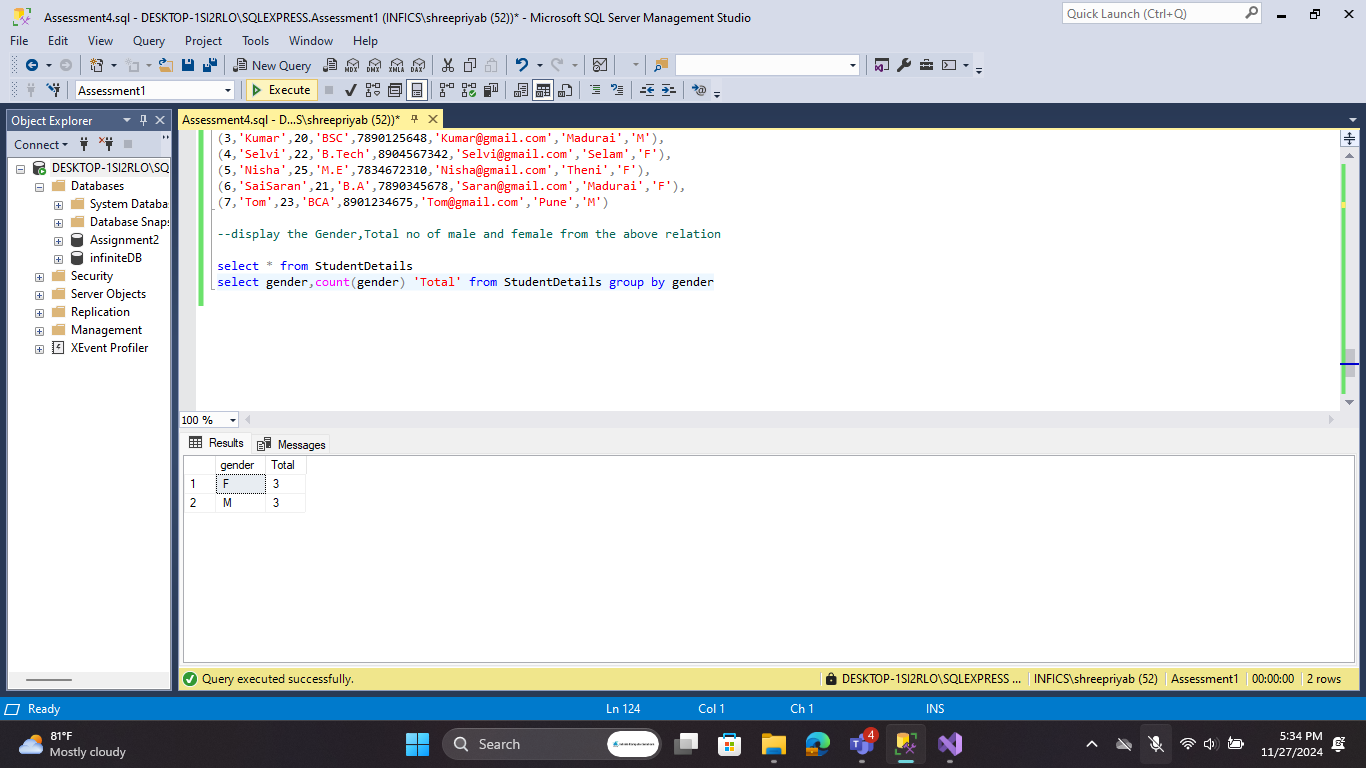 Assessment4.sql - DESKTOP-1SI2RLO\SQLEXPRESS.Assessment1 (INFICS\shreepriyab (52))* - Microsoft SQL Server Management Studio
Quick Launch (Ctrl+Q)
File Edit View Query Project Tools Window Help
New Query MDX DMX XMLA DAX
Assessment1 Execute
Object Explorer
Assessment4.sql - D...S\shreepriyab (52))*
Connect
DESKTOP-1SI2RLO\SQ
Databases
System Databa
Database Snap
Assignment2
infiniteDB
Security
Server Objects
Replication
Management
XEvent Profiler
(3,'Kumar',20,'BSC',7890125648,'Kumar@gmail.com','Madurai','M'),
(4,'Selvi',22,'B.Tech',8904567342,'Selvi@gmail.com','Selam','F'),
(5,'Nisha',25,'M.E',7834672310,'Nisha@gmail.com','Theni','F'),
(6,'SaiSaran',21,'B.A',7890345678,'Saran@gmail.com','Madurai','F'),
(7,'Tom',23,'BCA',8901234675,'Tom@gmail.com','Pune','M')
--display the Gender,Total no of male and female from the above relation
select * from StudentDetails
select gender,count(gender) 'Total' from StudentDetails group by gender
100 %
Results Messages
gender Total
1 F 3
2 M 3
Query executed successfully. DESKTOP-1SI2RLO\SQLEXPRESS ... INFICS\shreepriyab (52) Assessment1 00:00:00 2 rows
Ready Ln 124 Col 1 Ch 1 INS
81°F
Mostly cloudy
Search
4
5:34 PM
11/27/2024